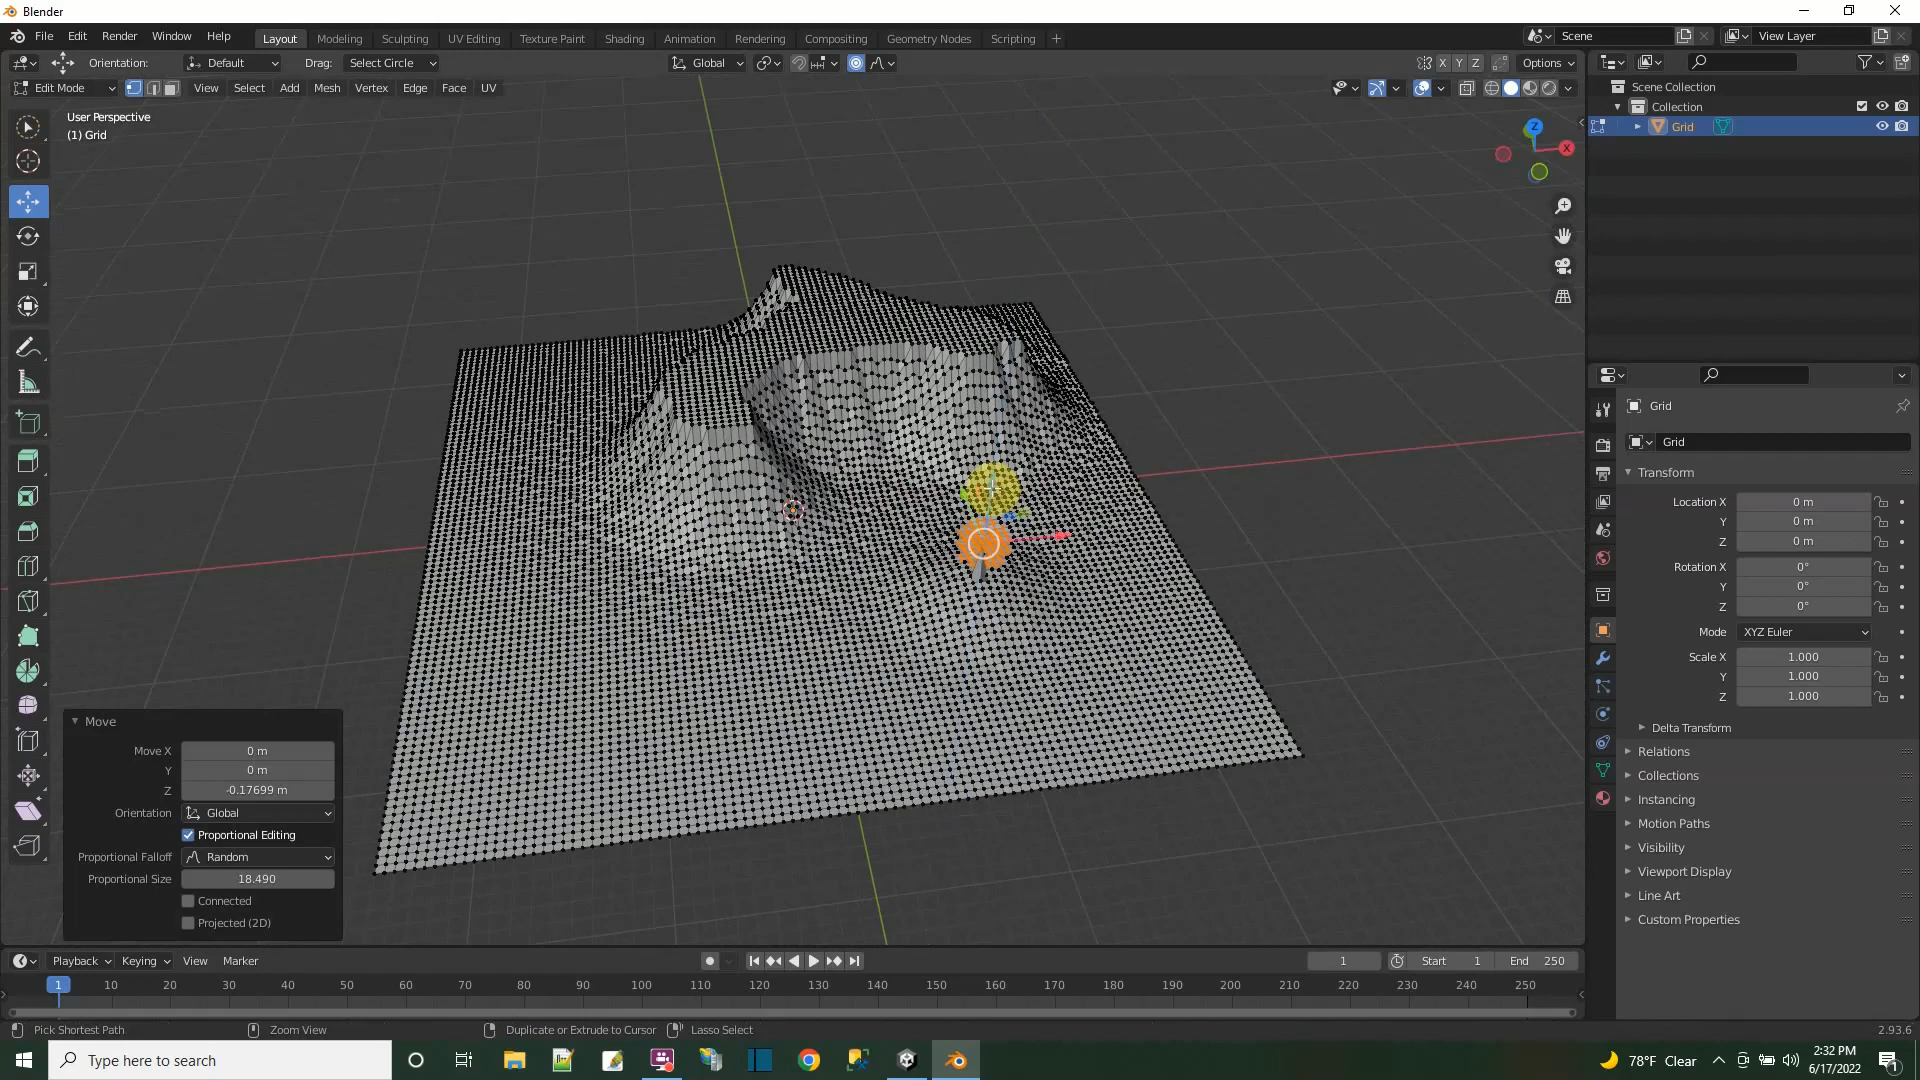 Blender
File Edit Render Window Help
Layout Modeling Sculpting UV Editing Texture Paint Shading Animation Rendering Compositing Geometry Nodes Scripting +
Scene
View Layer
Orientation: Default Drag: Select Circle
Global
X Y Z Options
Edit Mode View Select Add Mesh Vertex Edge Face UV
User Perspective
(1) Grid
Z
X
Scene Collection
Collection
Grid
Grid
Grid
Transform
Location X 0 m
Y 0 m
Z 0 m
Rotation X 0°
Y 0°
Z 0°
Mode XYZ Euler
Scale X 1.000
Y 1.000
Z 1.000
Delta Transform
Relations
Collections
Instancing
Motion Paths
Visibility
Viewport Display
Line Art
Custom Properties
Move
Move X 0 m
Y 0 m
Z -0.17699 m
Orientation Global
Proportional Editing
Proportional Falloff Random
Proportional Size 18.490
Connected
Projected (2D)
Playback Keying View Marker
1 Start 1 End 250
1 10 20 30 40 50 60 70 80 90 100 110 120 130 140 150 160 170 180 190 200 210 220 230 240 250
Pick Shortest Path Zoom View Duplicate or Extrude to Cursor Lasso Select 2.93.6
Type here to search
78°F Clear
2:32 PM
6/17/2022
1